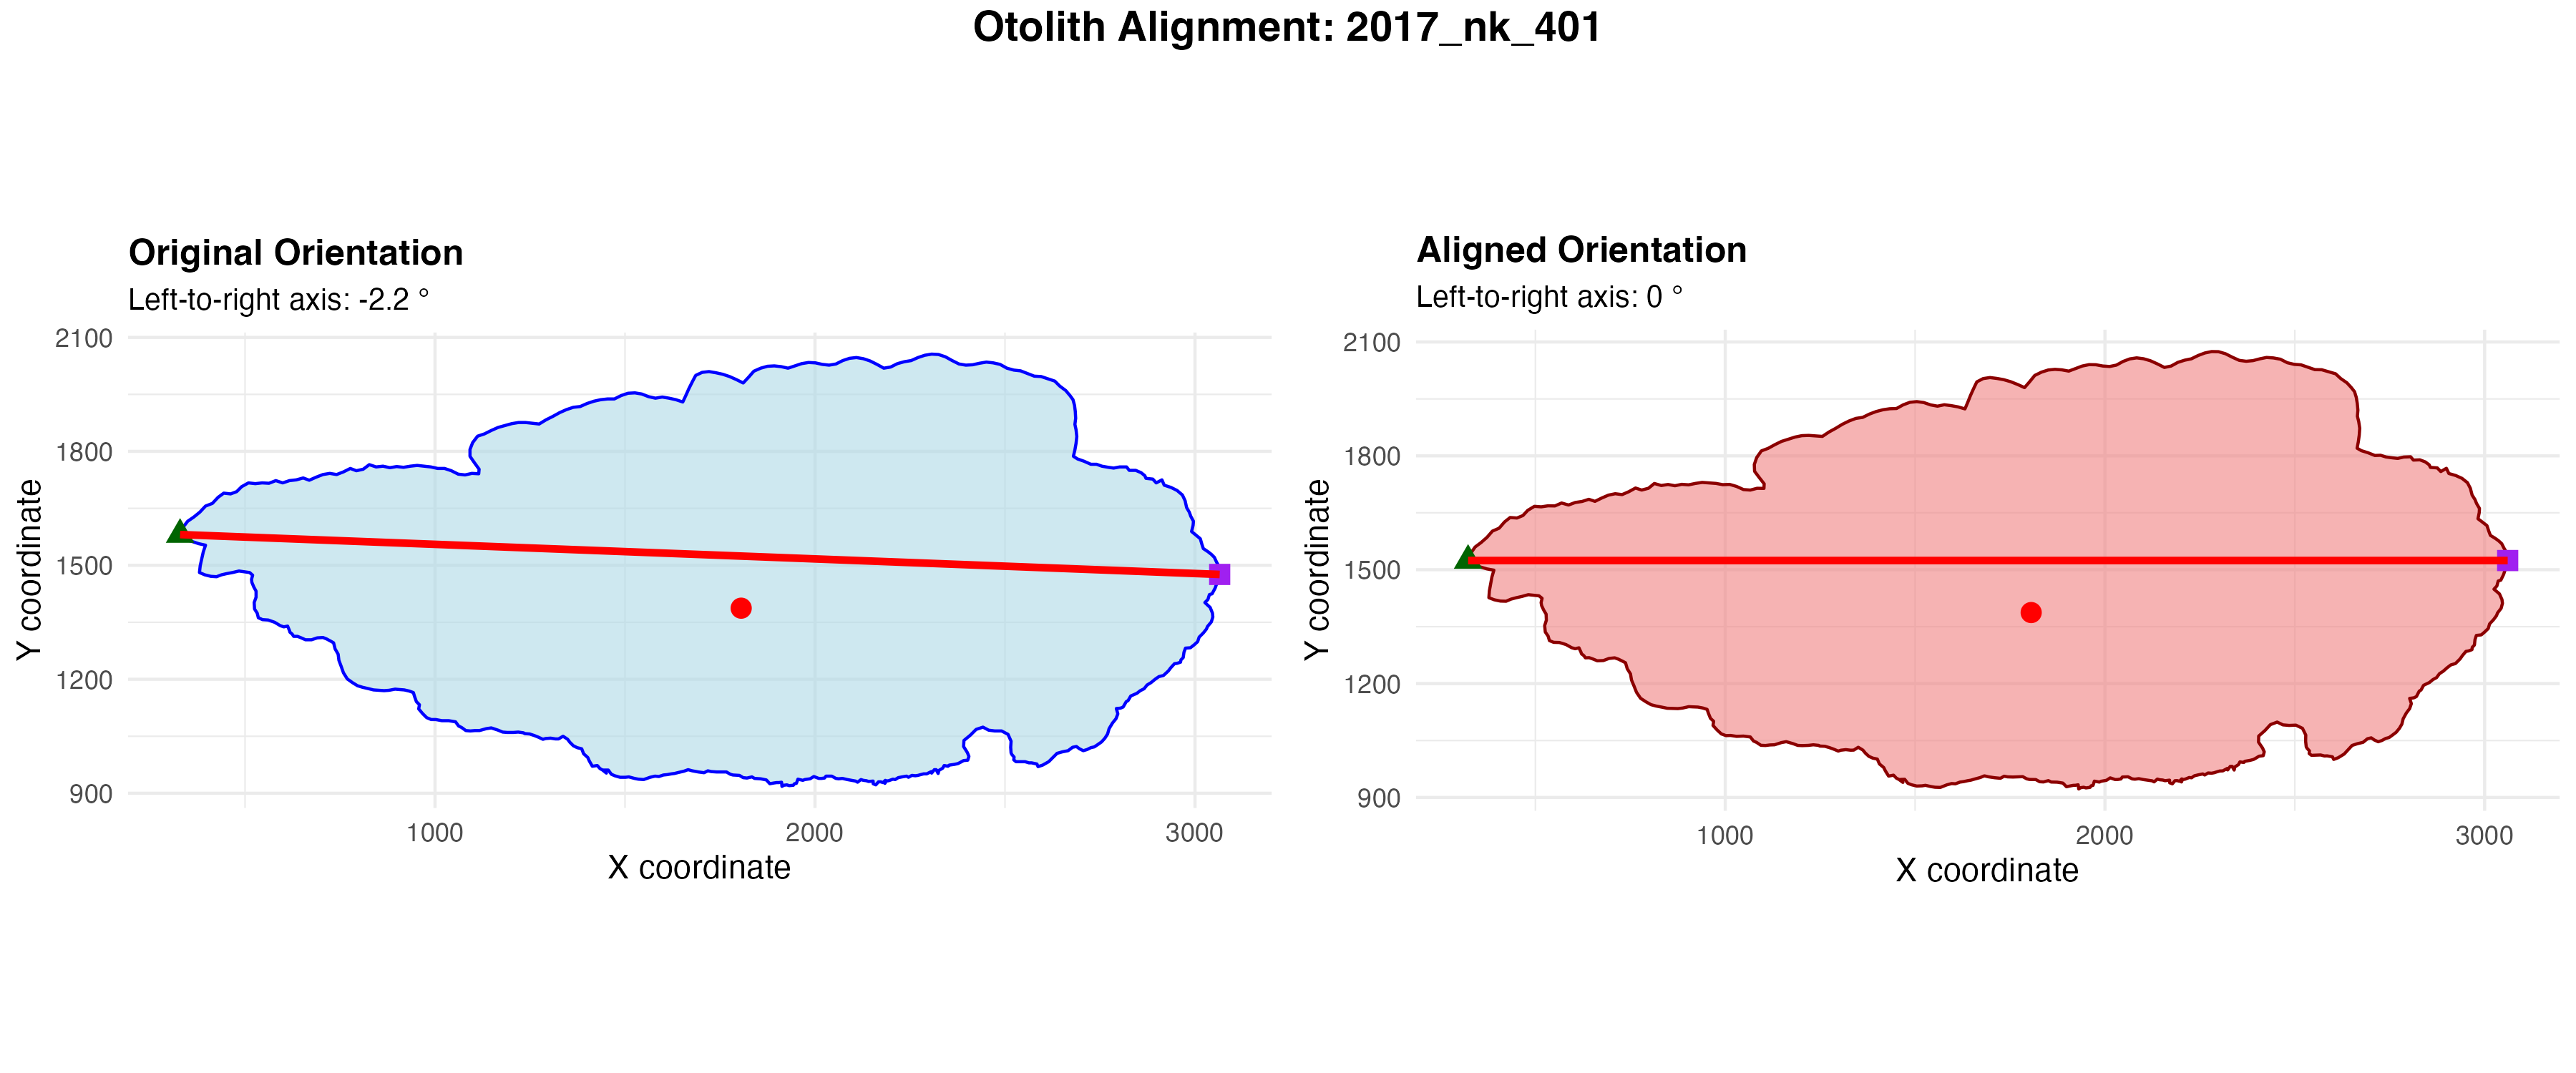 Otolith Alignment: 2017_nk_401
Original Orientation
Left-to-right axis: -2.2 °
2100
1800
1500
1200
900
Y coordinate
1000
2000
3000
X coordinate
Aligned Orientation
Left-to-right axis: 0 °
2100
1800
1500
1200
900
Y coordinate
1000
2000
3000
X coordinate